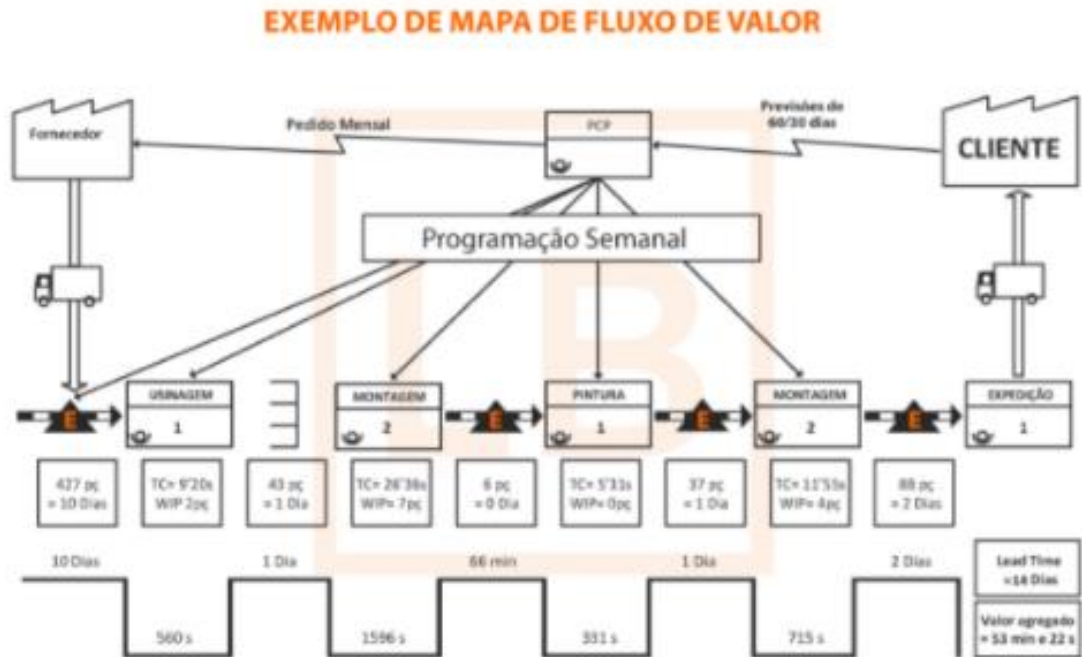 EXEMPLO DE MAPA DE FLUXO DE VALOR
Fornecedor
Pedido Mensal
PCP
Previsões de
60/30 dias
CLIENTE
Programação Semanal
E
USINAGEM
1
MONTAGEM
2
E
PINTURA
1
E
MONTAGEM
2
E
EXPEDIÇÃO
1
427 pç
= 10 Dias
TC= 9'20s
WIP 2pç
43 pç
= 1 Dia
TC= 26'36s
WIP= 7pç
6 pç
= 0 Dia
TC= 5'31s
WIP= 0pç
37 pç
= 1 Dia
TC= 11'55s
WIP= 4pç
88 pç
= 2 Dias
10 Dias
1 Dia
66 min
1 Dia
2 Dias
Lead Time
=14 Dias
560 s
1596 s
331 s
715 s
Valor agregado
= 53 min e 22 s